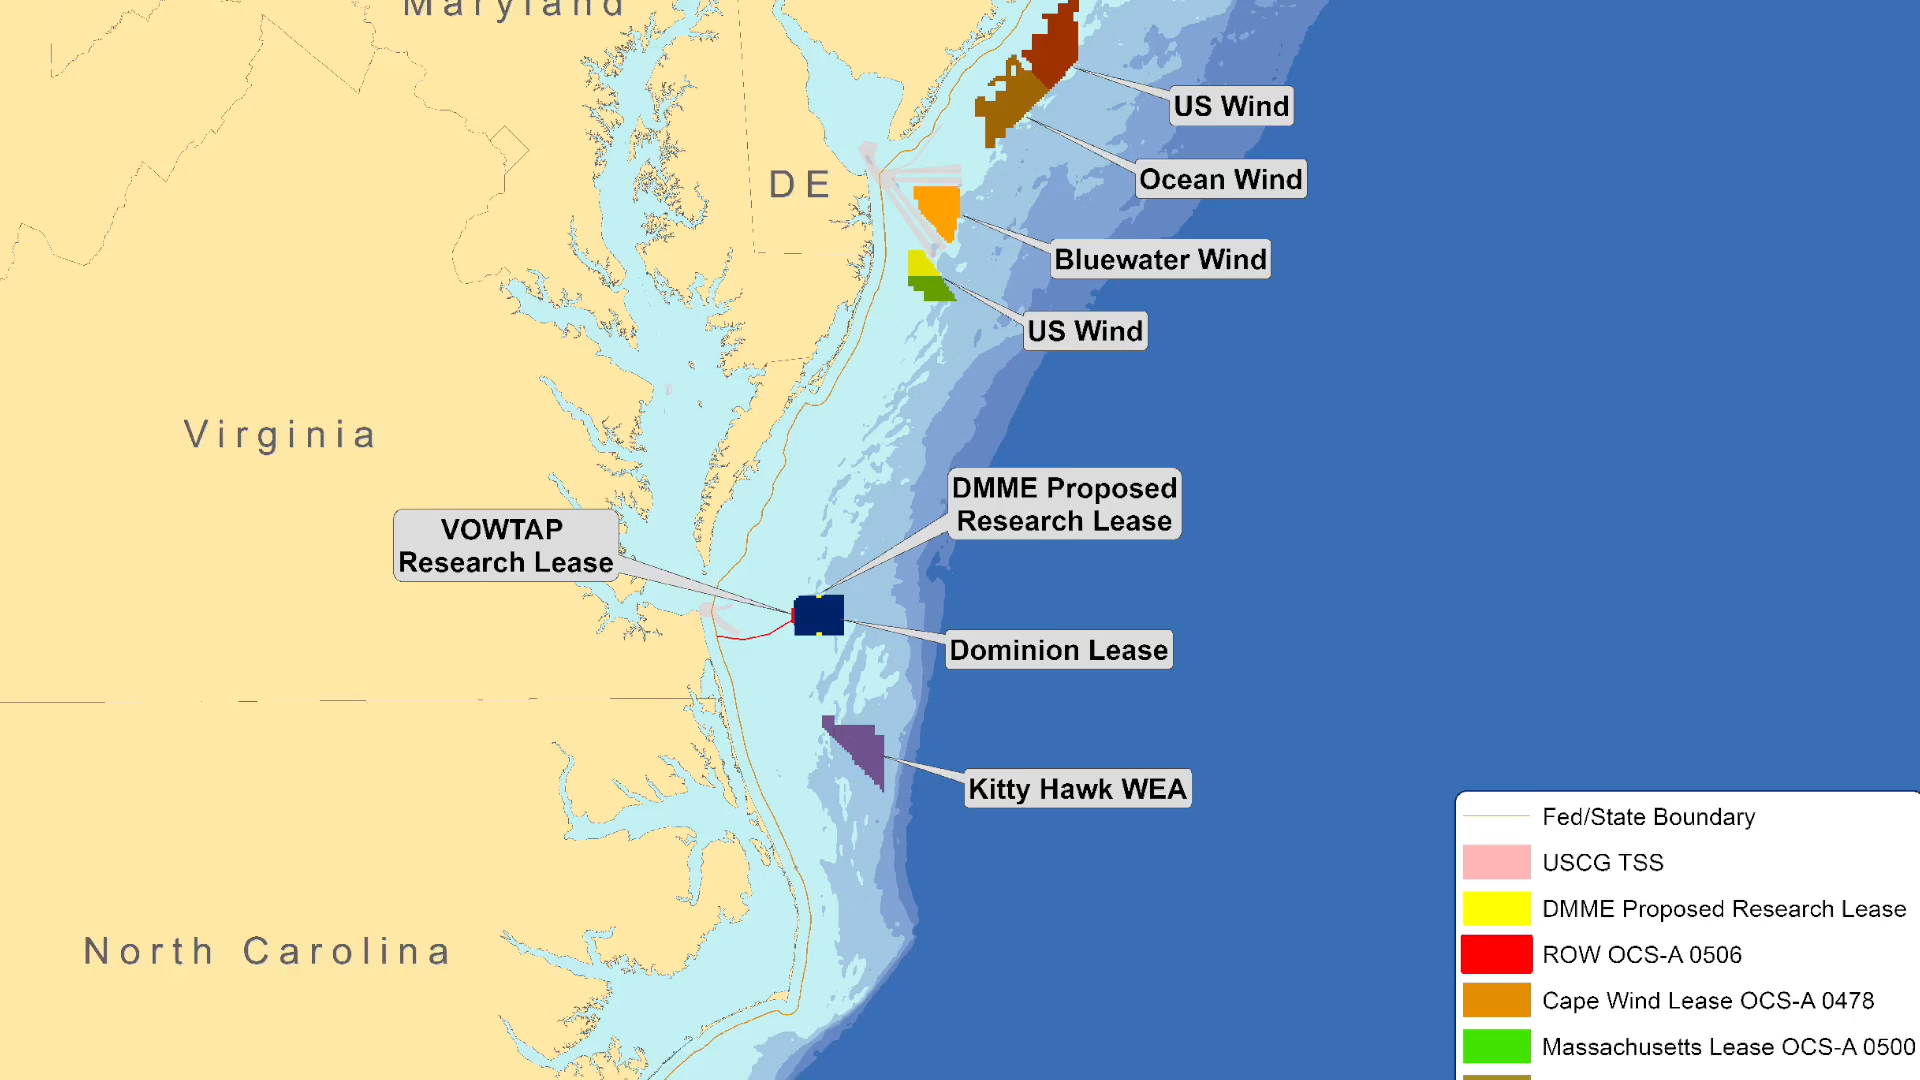 Maryland
US Wind
DE
Ocean Wind
Bluewater Wind
US Wind
Virginia
DMME Proposed
Research Lease
VOWTAP
Research Lease
Dominion Lease
Kitty Hawk WEA
North Carolina
Fed/State Boundary
USCG TSS
DMME Proposed Research Lease
ROW OCS-A 0506
Cape Wind Lease OCS-A 0478
Massachusetts Lease OCS-A 0500